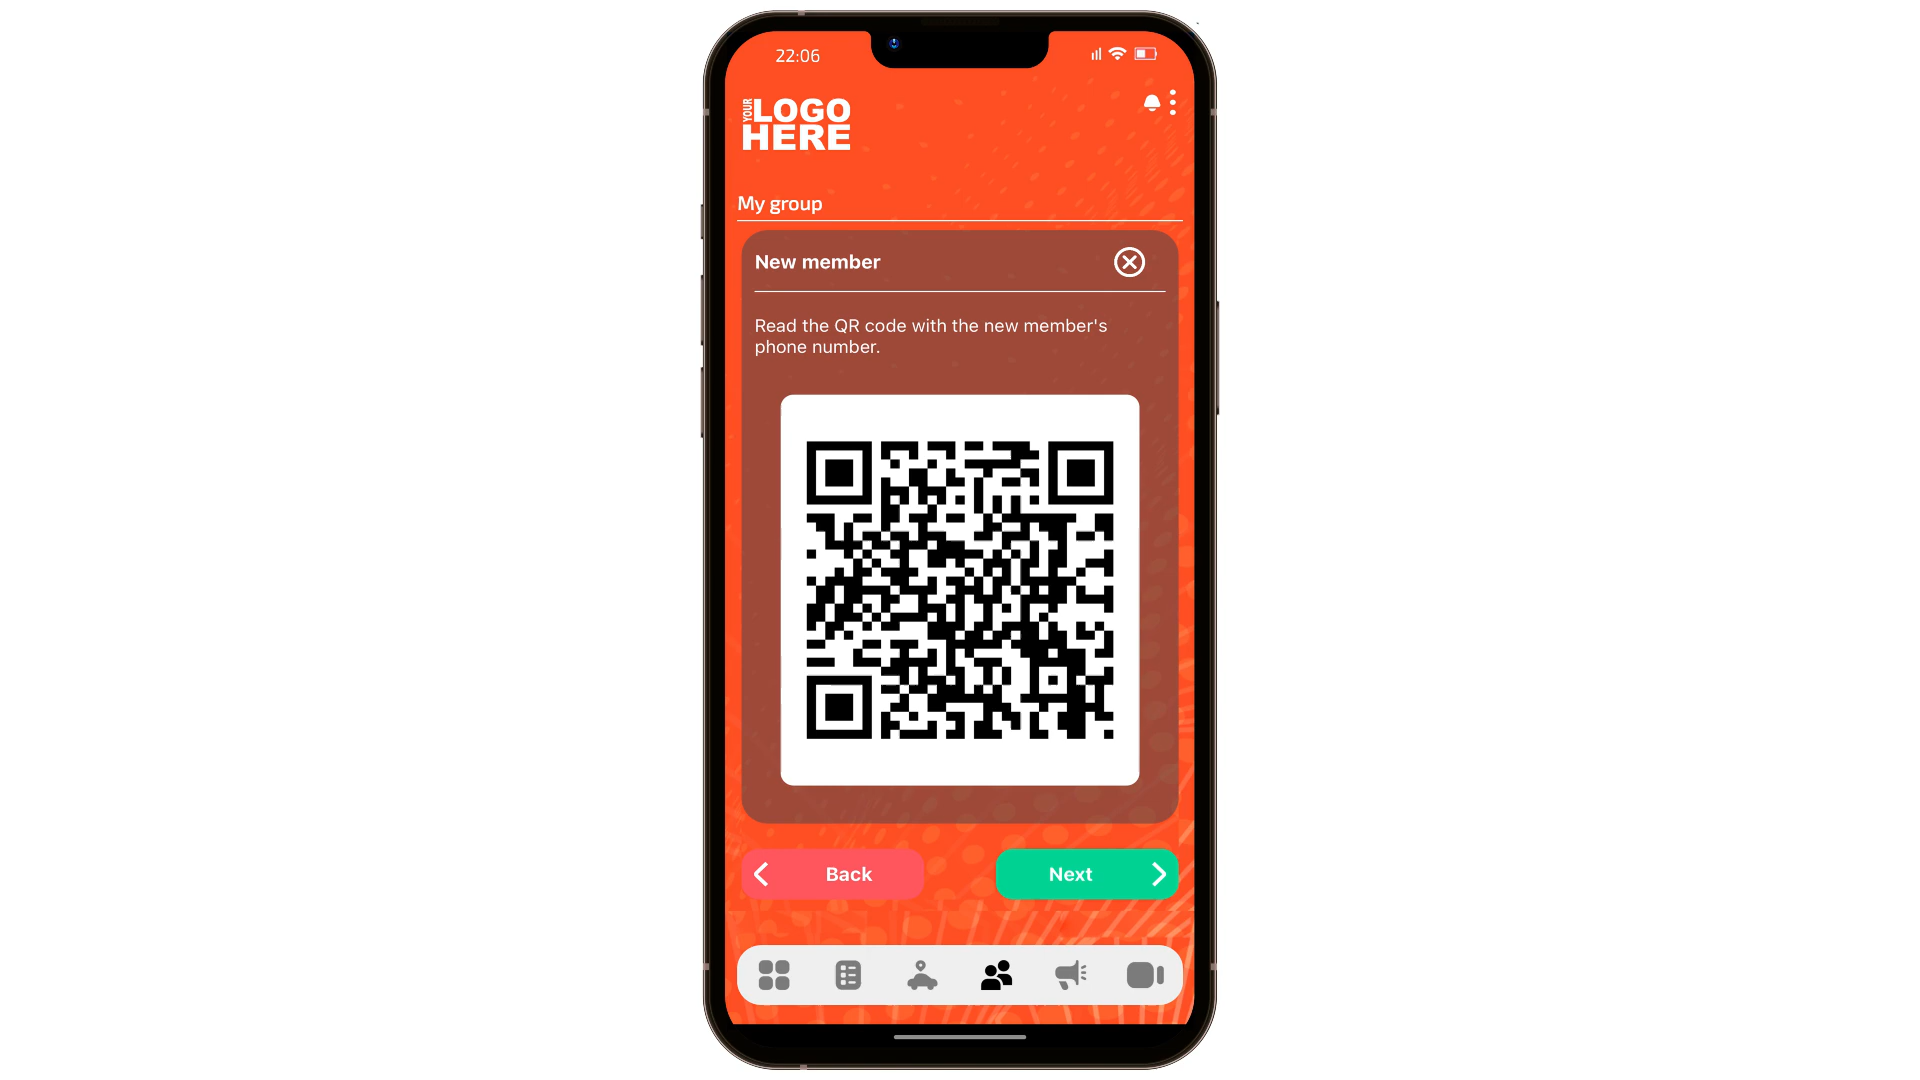 22:06
YOUR LOGO
HERE
My group
New member
Read the QR code with the new member's
phone number.
Back
Next